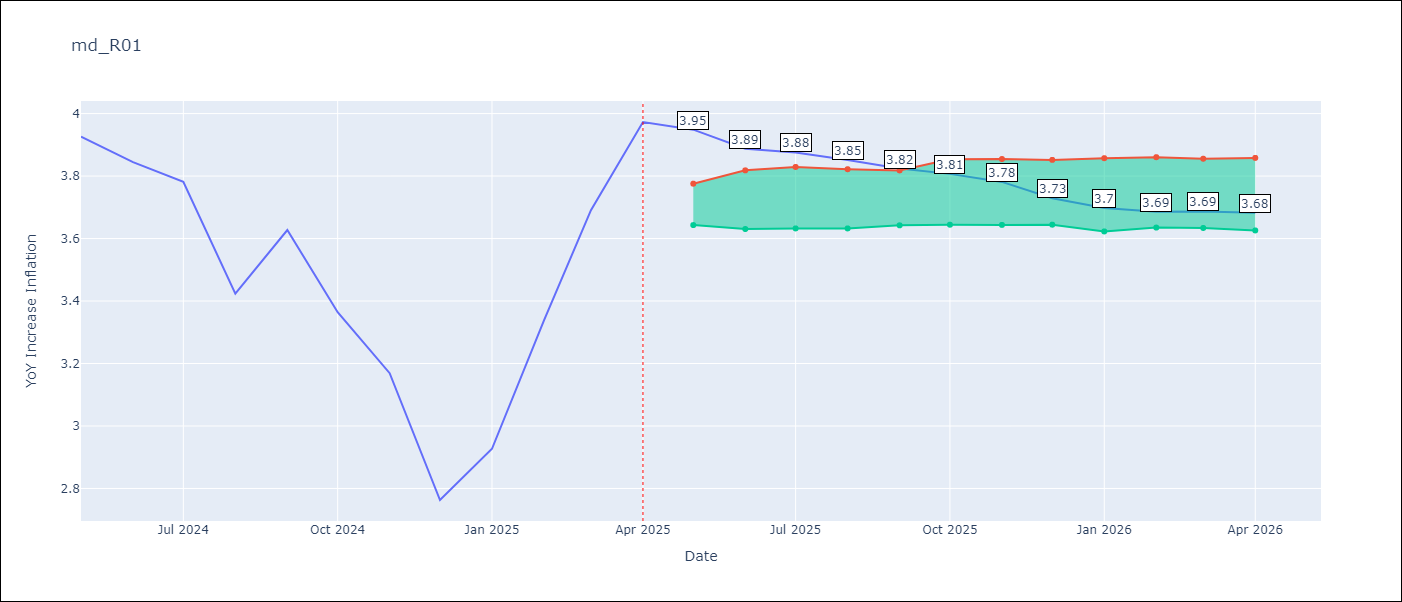 md_R01
4
3.8
3.6
3.4
3.2
3
2.8
YoY Increase Inflation
3.95
3.89
3.88
3.85
3.82
3.81
3.78
3.73
3.7
3.69
3.69
3.68
Jul 2024
Oct 2024
Jan 2025
Apr 2025
Jul 2025
Oct 2025
Jan 2026
Apr 2026
Date